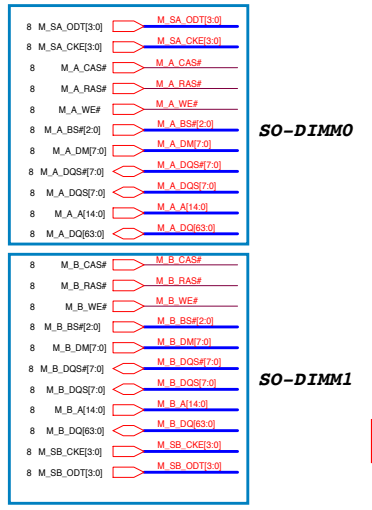 8 M_SA_ODT[3:0] M_SA_ODT[3:0]
8 M_SA_CKE[3:0] M_SA_CKE[3:0]
8 M_A_CAS# M_A_CAS#
8 M_A_RAS# M_A_RAS#
8 M_A_WE# M_A_WE#
8 M_A_BS#[2:0] M_A_BS#[2:0]
SO-DIMM0
8 M_A_DM[7:0] M_A_DM[7:0]
8 M_A_DQS#[7:0] M_A_DQS#[7:0]
8 M_A_DQS[7:0] M_A_DQS[7:0]
8 M_A_A[14:0] M_A_A[14:0]
8 M_A_DQ[63:0] M_A_DQ[63:0]
8 M_B_CAS# M_B_CAS#
8 M_B_RAS# M_B_RAS#
8 M_B_WE# M_B_WE#
8 M_B_BS#[2:0] M_B_BS#[2:0]
8 M_B_DM[7:0] M_B_DM[7:0]
8 M_B_DQS#[7:0] M_B_DQS#[7:0]
SO-DIMM1
8 M_B_DQS[7:0] M_B_DQS[7:0]
8 M_B_A[14:0] M_B_A[14:0]
8 M_B_DQ[63:0] M_B_DQ[63:0]
8 M_SB_CKE[3:0] M_SB_CKE[3:0]
8 M_SB_ODT[3:0] M_SB_ODT[3:0]